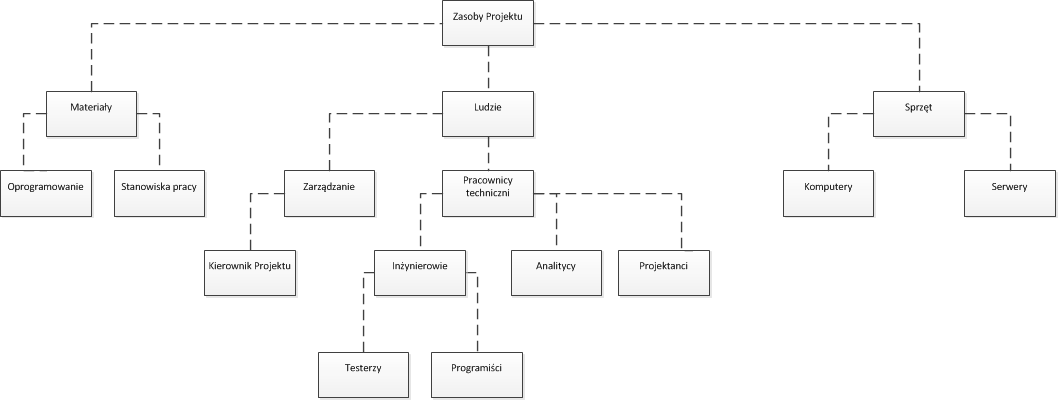 Zasoby Projektu
Materiały
Ludzie
Sprzęt
Oprogramowanie
Stanowiska pracy
Zarządzanie
Pracownicy
techniczni
Komputery
Serwery
Kierownik Projektu
Inżynierowie
Analitycy
Projektanci
Testerzy
Programiści